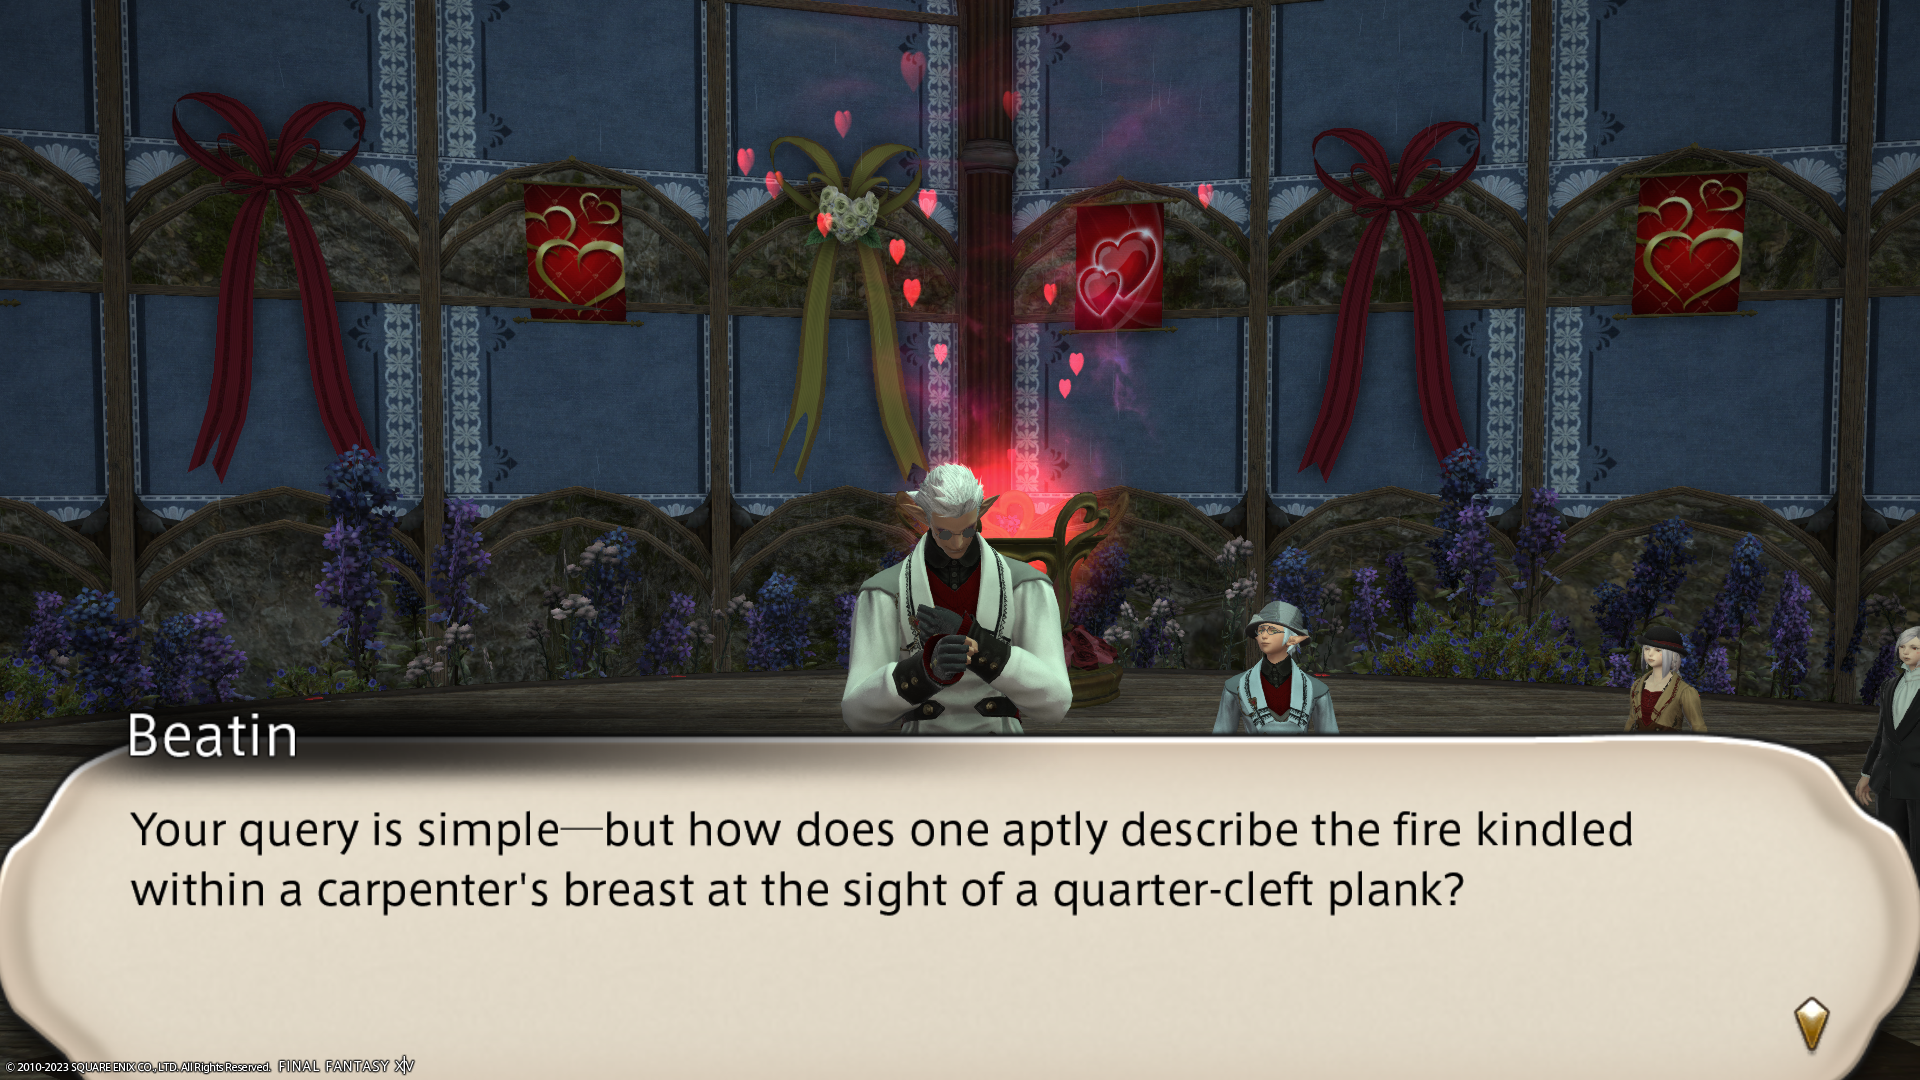 Beatin
Your query is simple—but how does one aptly describe the fire kindled
within a carpenter's breast at the sight of a quarter-cleft plank?
© 2010-2023 SQUARE ENIX CO., LTD. All Rights Reserved. FINAL FANTASY XIV